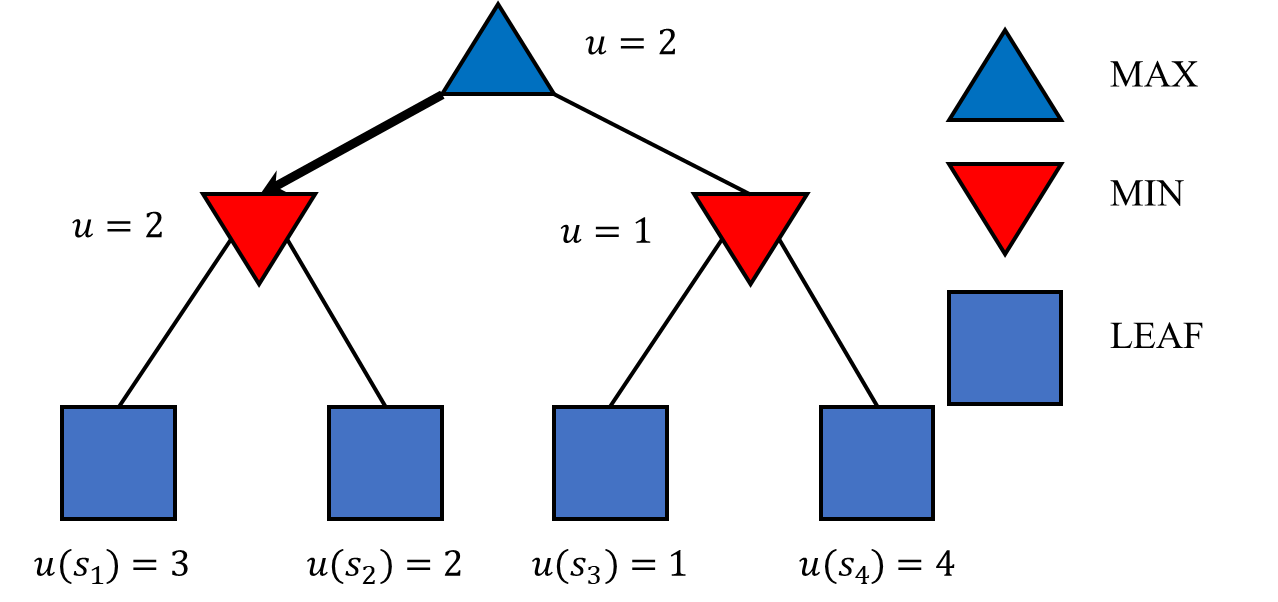 u = 2
MAX
MIN
u = 2
u = 1
LEAF
u(s₁) = 3
u(s₂) = 2
u(s₃) = 1
u(s₄) = 4